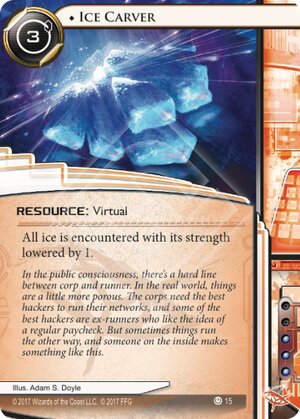 3
♦ Ice Carver
Resource: Virtual
All ice is encountered with its strength
lowered by 1.
In the public consciousness, there's a hard line
between corp and runner. In the real world, things
are a little more porous. The corps need the best
hackers to run their networks, and some of the
best hackers are ex-runners who like the idea of
a regular paycheck. But sometimes things run
the other way, and someone on the inside makes
something like this.
Illus. Adam S. Doyle
© 2017 Wizards of the Coast LLC. © 2017 FFG 15